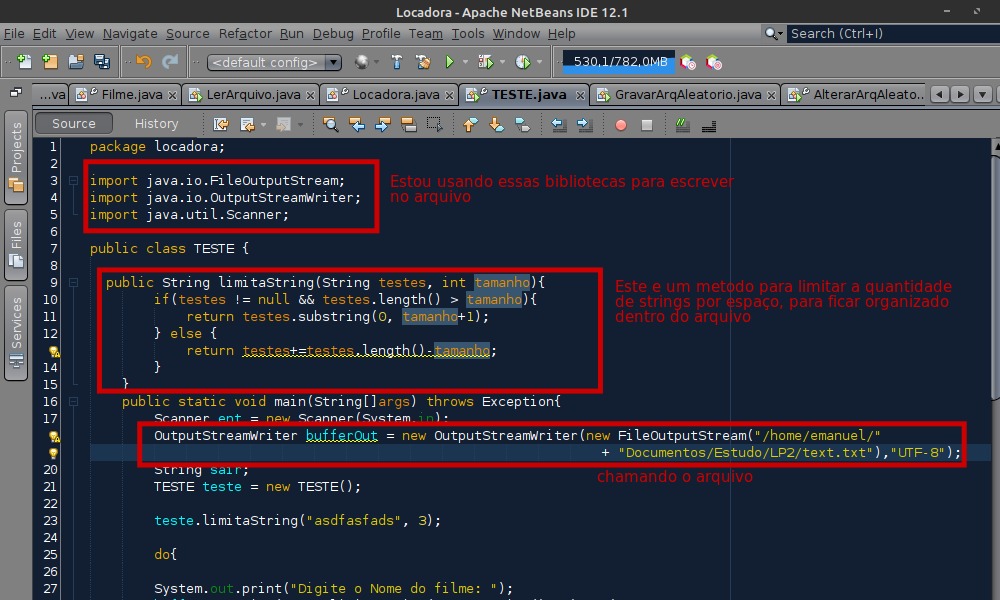 Locadora - Apache NetBeans IDE 12.1
File Edit View Navigate Source Refactor Run Debug Profile Team Tools Window Help
Search (Ctrl+I)
<default config>
530,1/782,0MB
...va Filme.java LerArquivo.java Locadora.java TESTE.java GravarArqAleatorio.java AlterarArqAleato...
Source History
Projects
Files
Services
1 package locadora;
2
3 import java.io.FileOutputStream;
4 import java.io.OutputStreamWriter;
5 import java.util.Scanner;
Estou usando essas bibliotecas para escrever
no arquivo
6
7 public class TESTE {
8
9 public String limitaString(String testes, int tamanho){
10 if(testes != null && testes.length() > tamanho){
11 return testes.substring(0, tamanho+1);
12 } else {
return testes+=testes.length()-tamanho;
14 }
15 }
Este e um metodo para limitar a quantidade
de strings por espaço, para ficar organizado
dentro do arquivo
16 public static void main(String[]args) throws Exception{
17 Scanner ent = new Scanner(System.in);
OutputStreamWriter bufferOut = new OutputStreamWriter(new FileOutputStream("/home/emanuel/"
+ "Documentos/Estudo/LP2/text.txt"),"UTF-8");
chamando o arquivo
20 String sair;
21 TESTE teste = new TESTE();
22
23 teste.limitaString("asdfasfads", 3);
24
25 do{
26
27 System.out.print("Digite o Nome do filme: ");